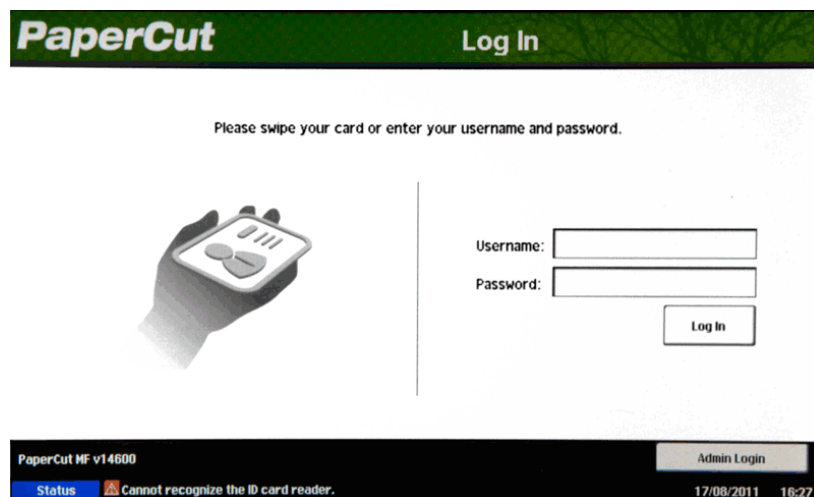 PaperCut
Log In
Please swipe your card or enter your username and password.
Username:
Password:
Log In
PaperCut MF v14600
Admin Login
Status
Cannot recognize the ID card reader.
17/08/2011 16:27